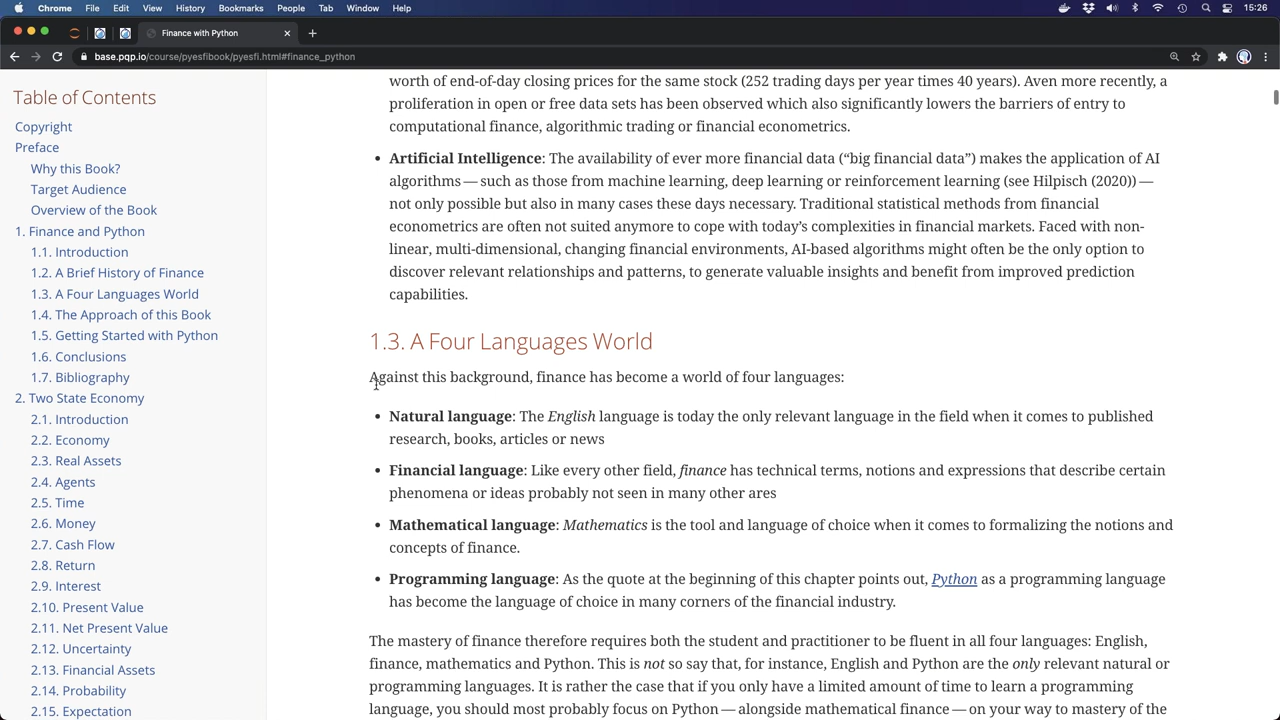 Chrome File Edit View History Bookmarks People Tab Window Help 15:26
Finance with Python
base.pqp.io/course/pyesfibook/pyesfi.html#finance_python
Table of Contents
Copyright
Preface
Why this Book?
Target Audience
Overview of the Book
1. Finance and Python
1.1. Introduction
1.2. A Brief History of Finance
1.3. A Four Languages World
1.4. The Approach of this Book
1.5. Getting Started with Python
1.6. Conclusions
1.7. Bibliography
2. Two State Economy
2.1. Introduction
2.2. Economy
2.3. Real Assets
2.4. Agents
2.5. Time
2.6. Money
2.7. Cash Flow
2.8. Return
2.9. Interest
2.10. Present Value
2.11. Net Present Value
2.12. Uncertainty
2.13. Financial Assets
2.14. Probability
2.15. Expectation
worth of end-of-day closing prices for the same stock (252 trading days per year times 40 years). Aven more recently, a
proliferation in open or free data sets has been observed which also significantly lowers the barriers of entry to
computational finance, algorithmic trading or financial econometrics.
• Artificial Intelligence: The availability of ever more financial data (“big financial data”) makes the application of AI
algorithms — such as those from machine learning, deep learning or reinforcement learning (see Hilpisch (2020)) —
not only possible but also in many cases these days necessary. Traditional statistical methods from financial
econometrics are often not suited anymore to cope with today’s complexities in financial markets. Faced with non-
linear, multi-dimensional, changing financial environments, AI-based algorithms might often be the only option to
discover relevant relationships and patterns, to generate valuable insights and benefit from improved prediction
capabilities.
1.3. A Four Languages World
Against this background, finance has become a world of four languages:
• Natural language: The English language is today the only relevant language in the field when it comes to published
research, books, articles or news
• Financial language: Like every other field, finance has technical terms, notions and expressions that describe certain
phenomena or ideas probably not seen in many other ares
• Mathematical language: Mathematics is the tool and language of choice when it comes to formalizing the notions and
concepts of finance.
• Programming language: As the quote at the beginning of this chapter points out, Python as a programming language
has become the language of choice in many corners of the financial industry.
The mastery of finance therefore requires both the student and practitioner to be fluent in all four languages: English,
finance, mathematics and Python. This is not so say that, for instance, English and Python are the only relevant natural or
programming languages. It is rather the case that if you only have a limited amount of time to learn a programming
language, you should most probably focus on Python — alongside mathematical finance — on your way to mastery of the